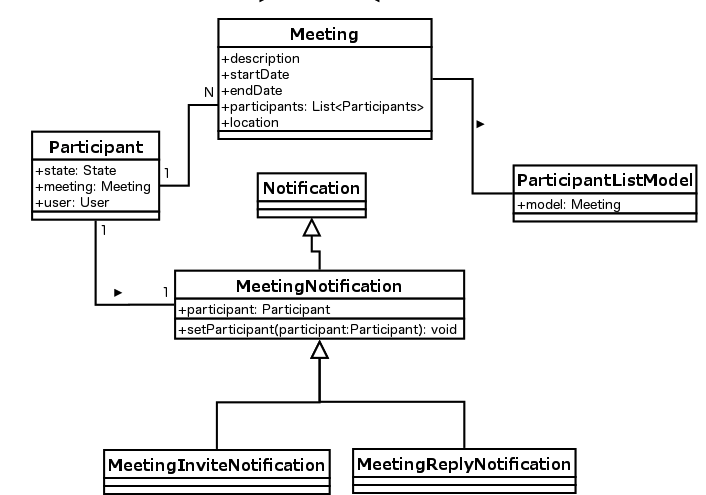 Meeting
+description
+startDate
+endDate
+participants: List<Participants>
+location
N
1
Participant
+state: State
+meeting: Meeting
+user: User
1
1
Notification
ParticipantListModel
+model: Meeting
MeetingNotification
+participant: Participant
+setParticipant(participant:Participant): void
MeetingInviteNotification
MeetingReplyNotification